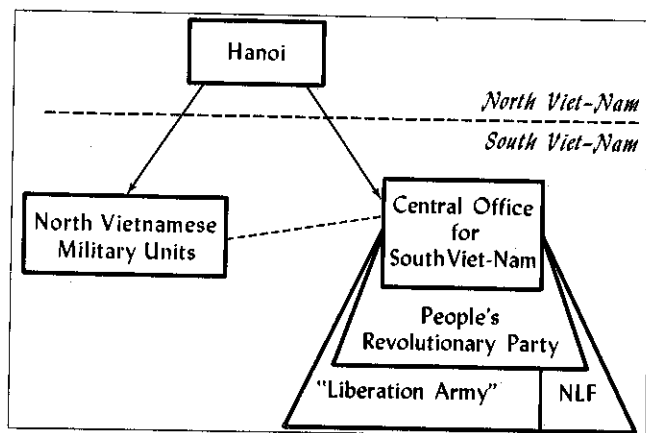 Hanoi
North Viet-Nam
South Viet-Nam
North Vietnamese
Military Units
Central Office
for
South Viet-Nam
People's
Revolutionary Party
"Liberation Army"
NLF